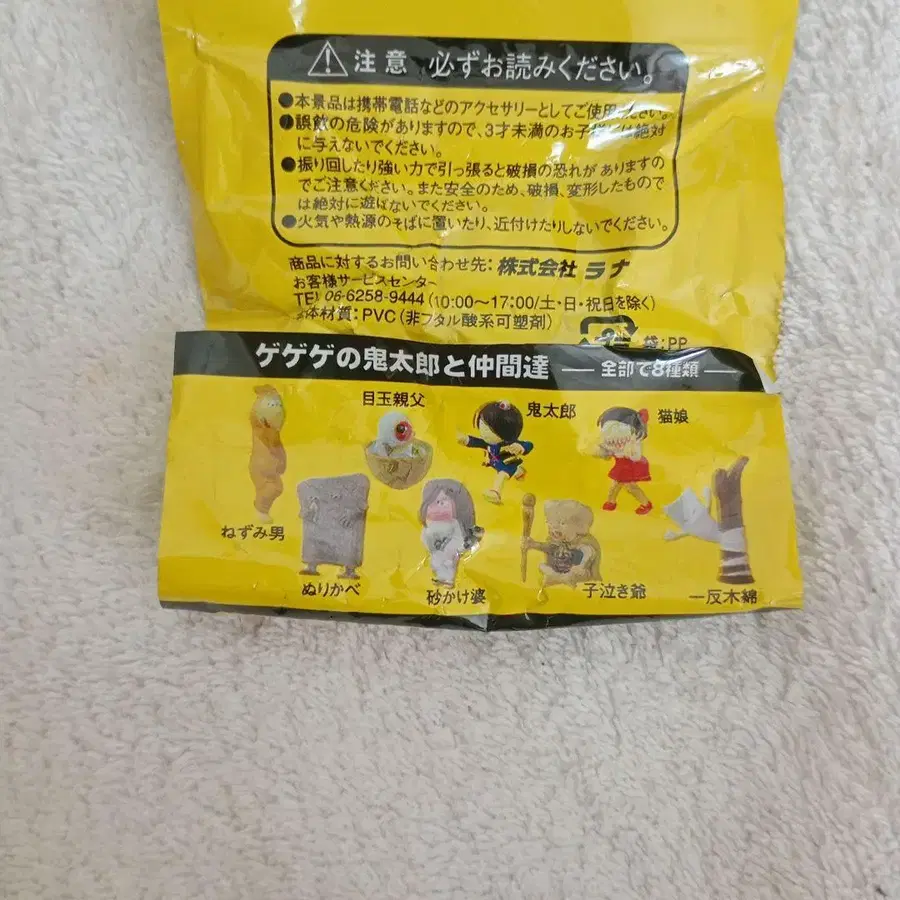 注意 必ずお読みください。
●本景品は携帯電話などのアクセサリーとしてご使用ください。
●誤飲の危険がありますので、3才未満のお子様には絶対
に与えないでください。
●振り回したり強い力で引っ張ると破損の恐れがありますの
でご注意ください。また安全のため、破損、変形したもので
は絶対に遊ばないでください。
●火気や熱源のそばに置いたり、近付けたりしないでください。
商品に対するお問い合わせ先:株式会社 ラナ
お客様サービスセンター
TEL 06-6258-9444(10:00〜17:00/土・日・祝日を除く)
体材質:PVC(非フタル酸系可塑剤)
袋:PP
ゲゲゲの鬼太郎と仲間達 ― 全部で8種類 ―
目玉親父
鬼太郎
猫娘
ねずみ男
ぬりかべ
砂かけ婆
子泣き爺
一反木綿